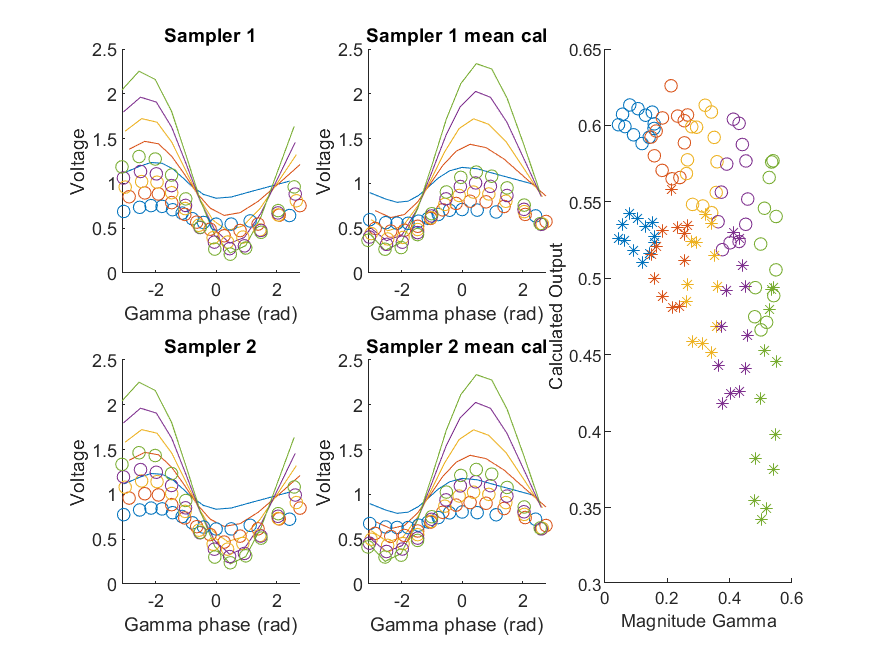 Sampler 1
2.5
2
1.5
1
0.5
0
Voltage
-2 0 2
Gamma phase (rad)
Sampler 1 mean cal
2.5
2
1.5
1
0.5
0
Voltage
-2 0 2
Gamma phase (rad)
Sampler 2
2.5
2
1.5
1
0.5
0
Voltage
-2 0 2
Gamma phase (rad)
Sampler 2 mean cal
2.5
2
1.5
1
0.5
0
Voltage
-2 0 2
Gamma phase (rad)
0.65
0.6
0.55
0.5
0.45
0.4
0.35
0.3
Calculated Output
0 0.2 0.4 0.6
Magnitude Gamma